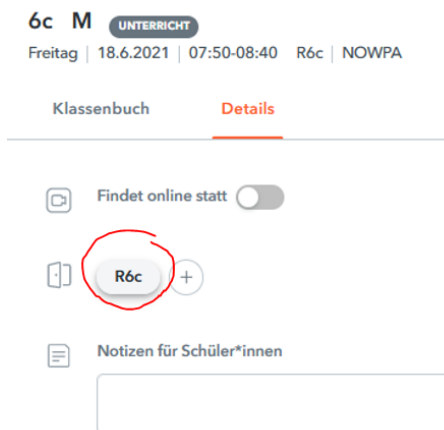 6c M UNTERRICHT
Freitag | 18.6.2021 | 07:50-08:40 R6c | NOWPA
Klassenbuch Details
Findet online statt
R6c +
Notizen für Schüler*innen